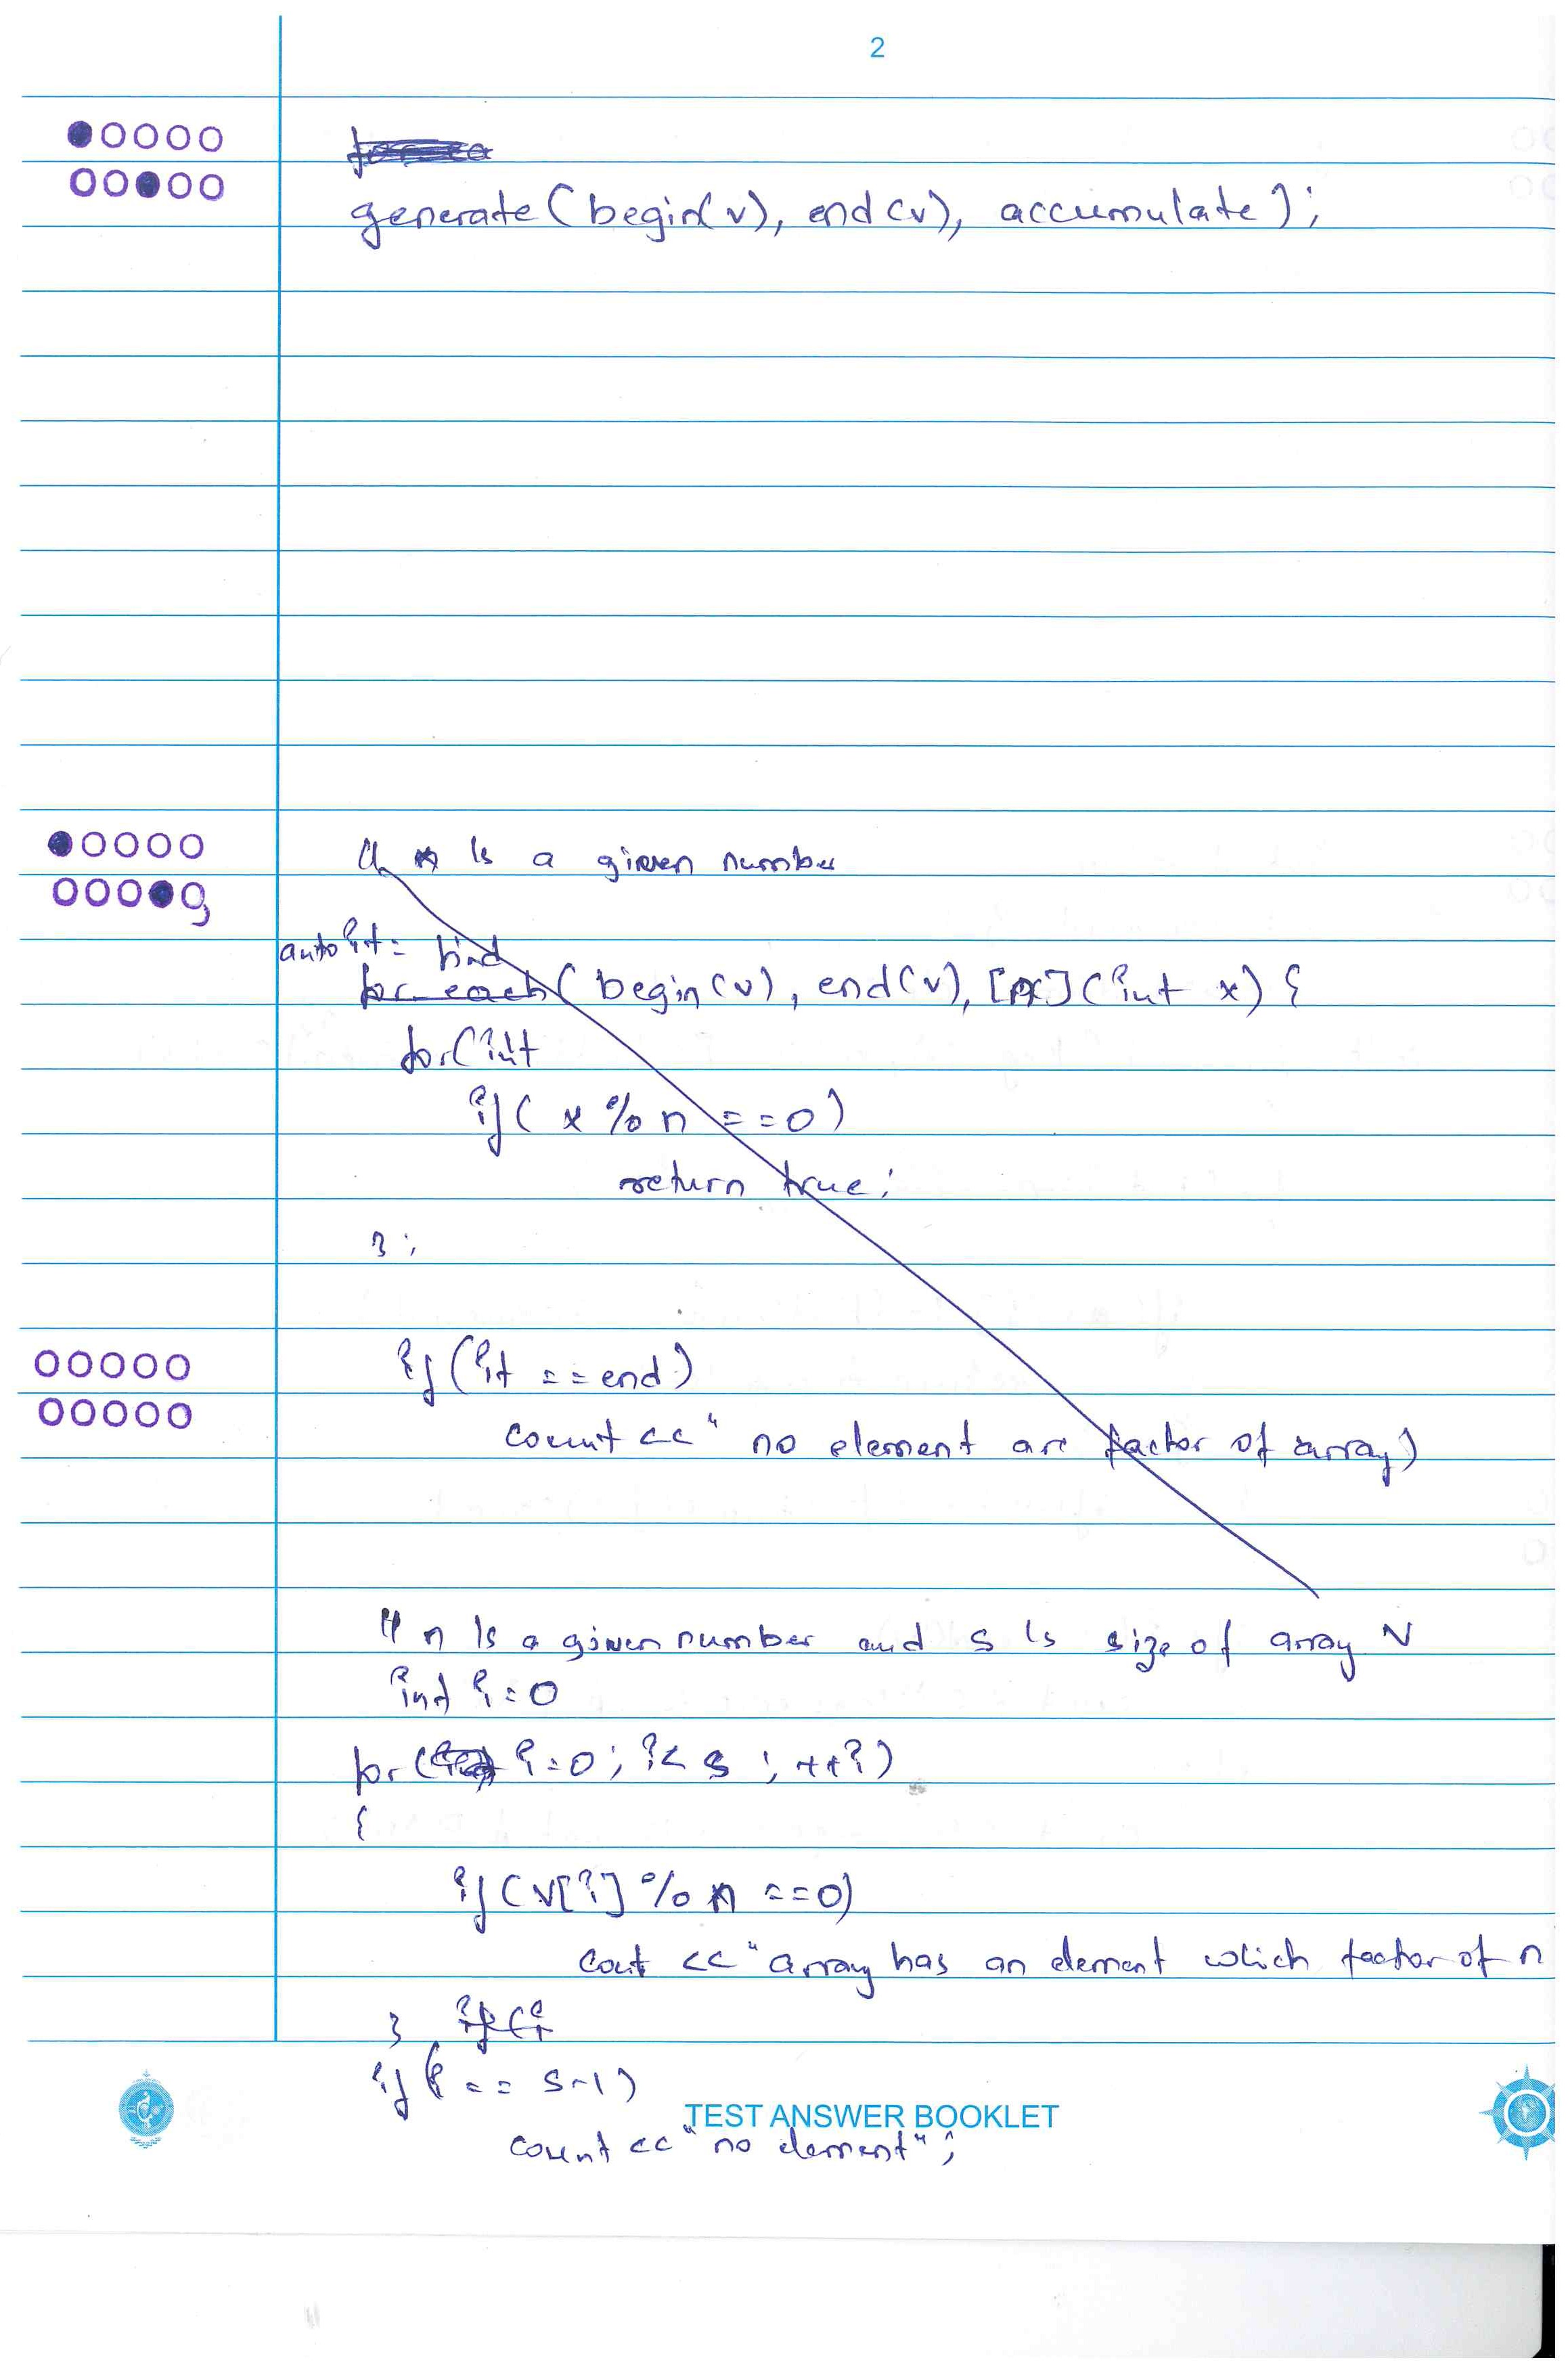 2
generate(begin(v), end(v), accumulate);
// n is a given number
auto it = find
for_each(begin(v), end(v), [](int x) {
for(int
if( x % n == 0)
return true;
};
if(it == end)
count << " no element are factor of array)
// n is a given number and s is size of array v
int i = 0
for( i = 0; i < s ; ++i)
{
if(v[i] % n == 0)
cout << "array has an element which factor of n
} if(i
if(i == s-1)
TEST ANSWER BOOKLET
count << "no element";